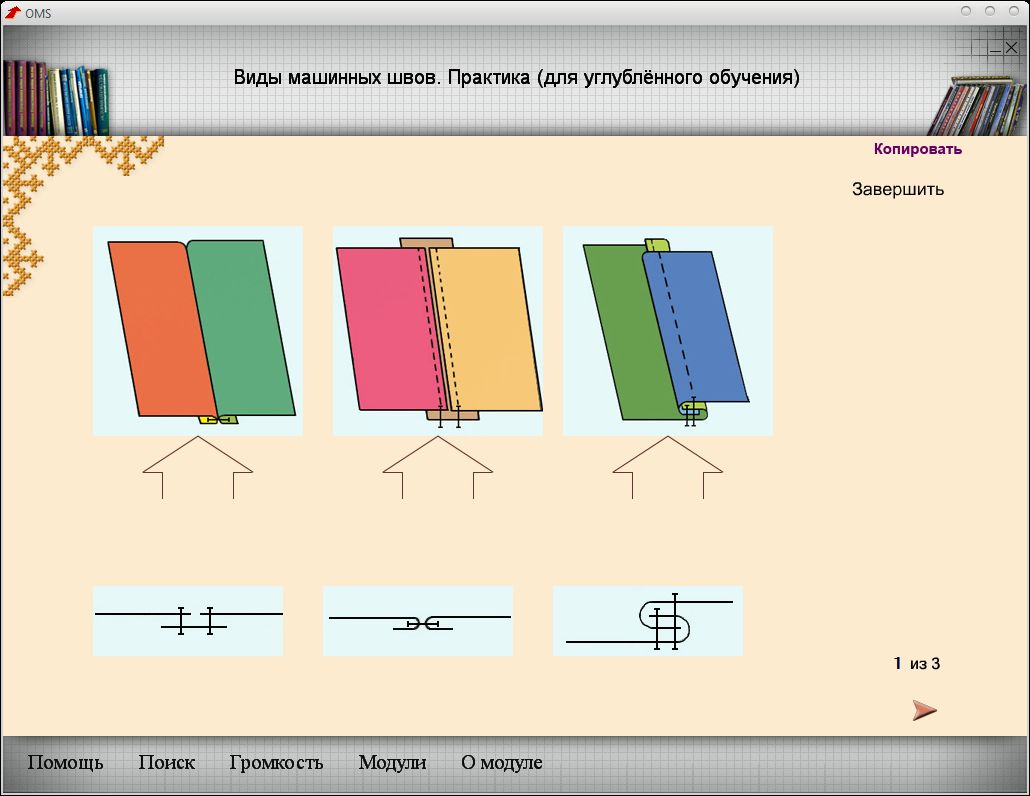 OMS
Виды машинных швов. Практика (для углублённого обучения)
Копировать
Завершить
1 из 3
Помощь Поиск Громкость Модули О модуле